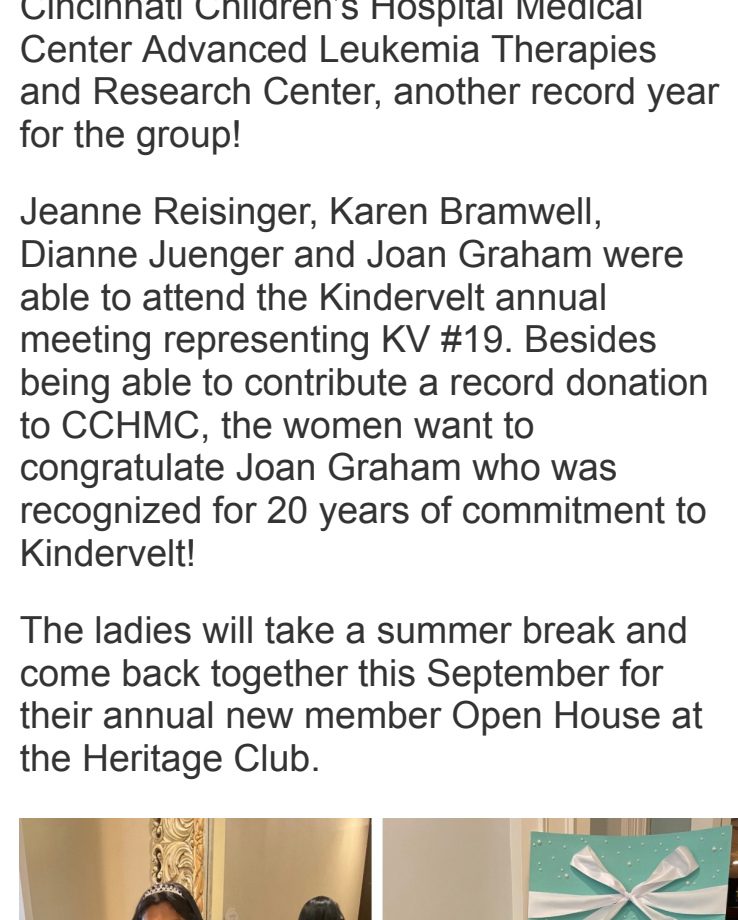 Cincinnati Children's Hospital Medical
Center Advanced Leukemia Therapies
and Research Center, another record year
for the group!
Jeanne Reisinger, Karen Bramwell,
Dianne Juenger and Joan Graham were
able to attend the Kindervelt annual
meeting representing KV #19. Besides
being able to contribute a record donation
to CCHMC, the women want to
congratulate Joan Graham who was
recognized for 20 years of commitment to
Kindervelt!
The ladies will take a summer break and
come back together this September for
their annual new member Open House at
the Heritage Club.